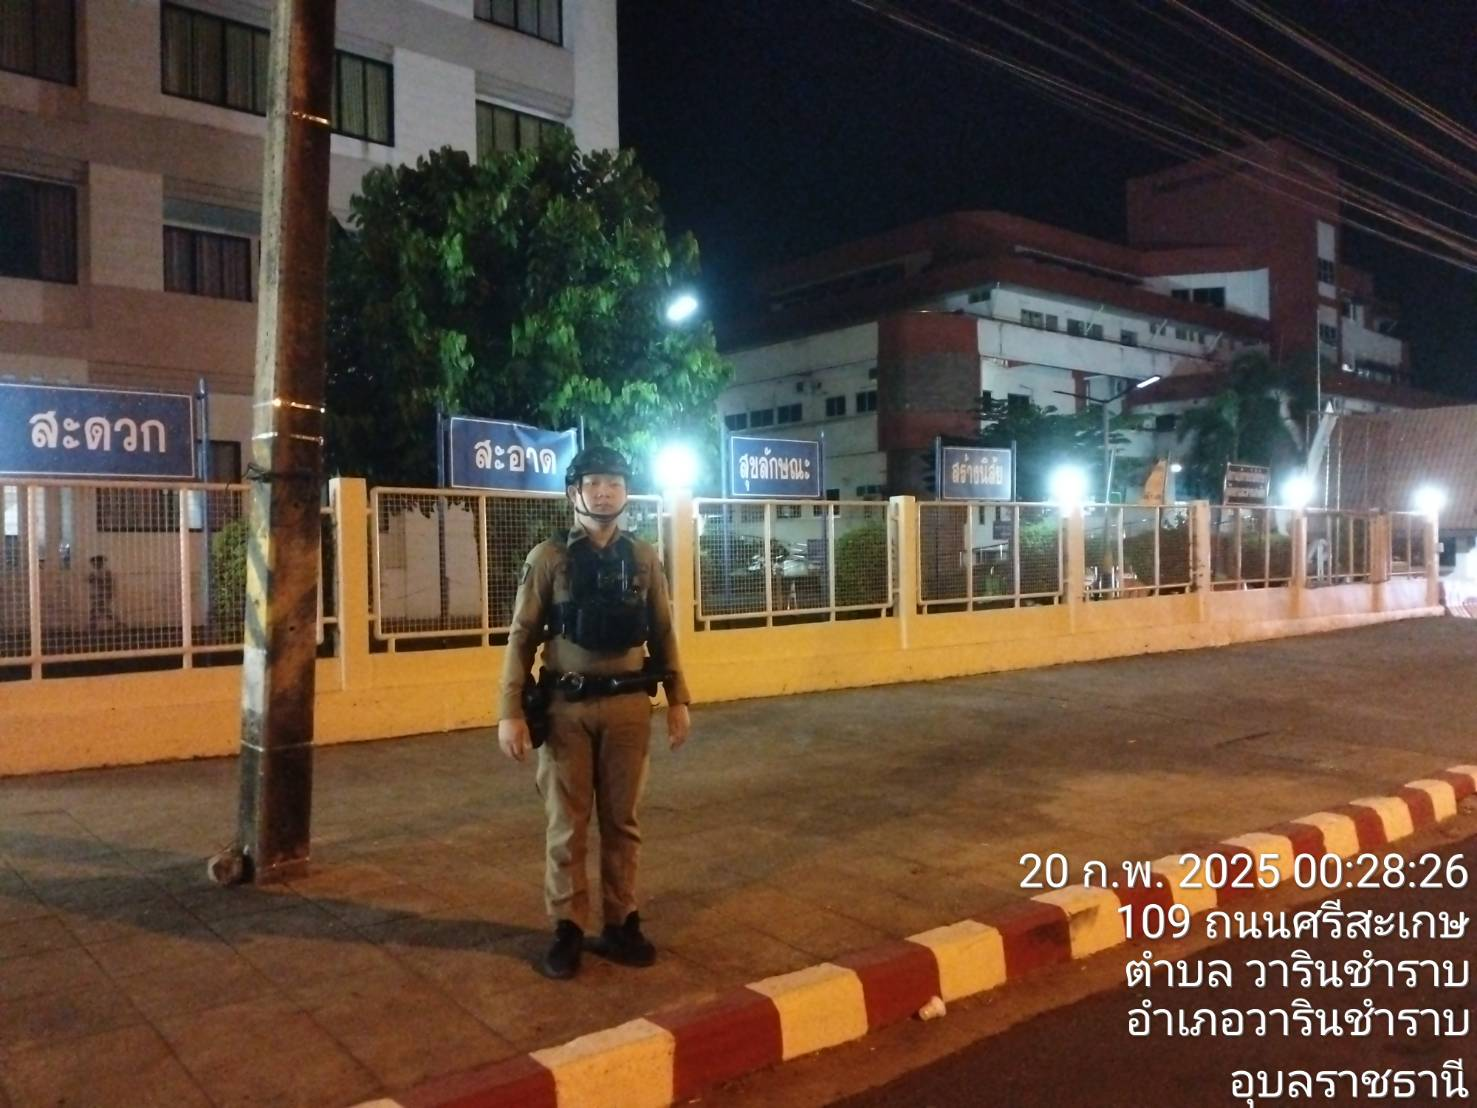 สะดวก
สะอาด
สุขลักษณะ
สร้างนิสัย
20 ก.พ. 2025 00:28:26
109 ถนนศรีสะเกษ
ตำบล วารินชำราบ
อำเภอวารินชำราบ
อุบลราชธานี